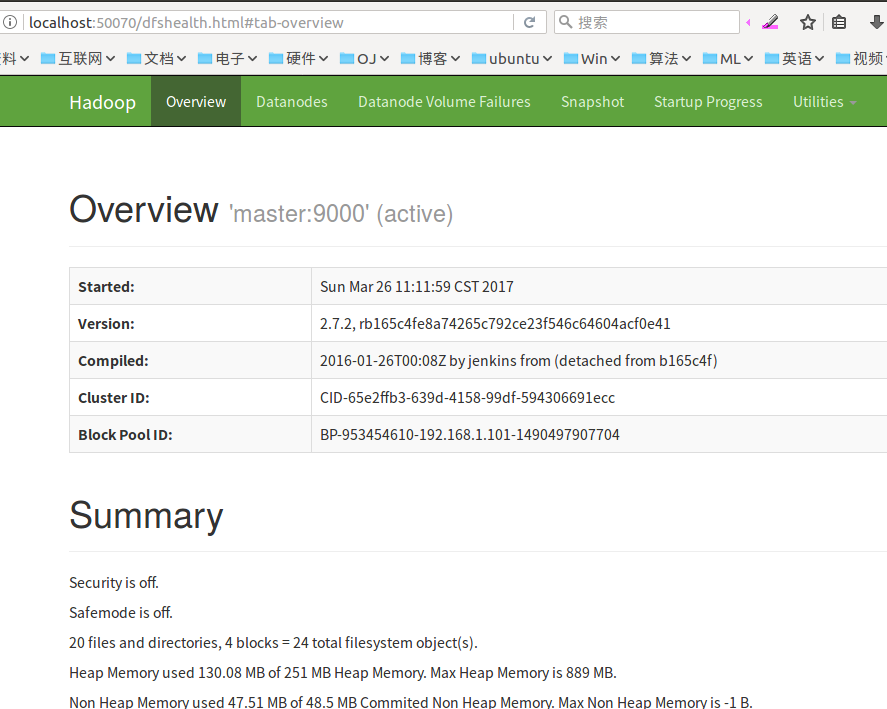 localhost:50070/dfshealth.html#tab-overview 搜索
料 互联网 文档 电子 硬件 OJ 博客 ubuntu Win 算法 ML 英语 视频
Hadoop Overview Datanodes Datanode Volume Failures Snapshot Startup Progress Utilities
Overview 'master:9000' (active)
Started: Sun Mar 26 11:11:59 CST 2017
Version: 2.7.2, rb165c4fe8a74265c792ce23f546c64604acf0e41
Compiled: 2016-01-26T00:08Z by jenkins from (detached from b165c4f)
Cluster ID: CID-65e2ffb3-639d-4158-99df-594306691ecc
Block Pool ID: BP-953454610-192.168.1.101-1490497907704
Summary
Security is off.
Safemode is off.
20 files and directories, 4 blocks = 24 total filesystem object(s).
Heap Memory used 130.08 MB of 251 MB Heap Memory. Max Heap Memory is 889 MB.
Non Heap Memory used 47.51 MB of 48.5 MB Commited Non Heap Memory. Max Non Heap Memory is -1 B.